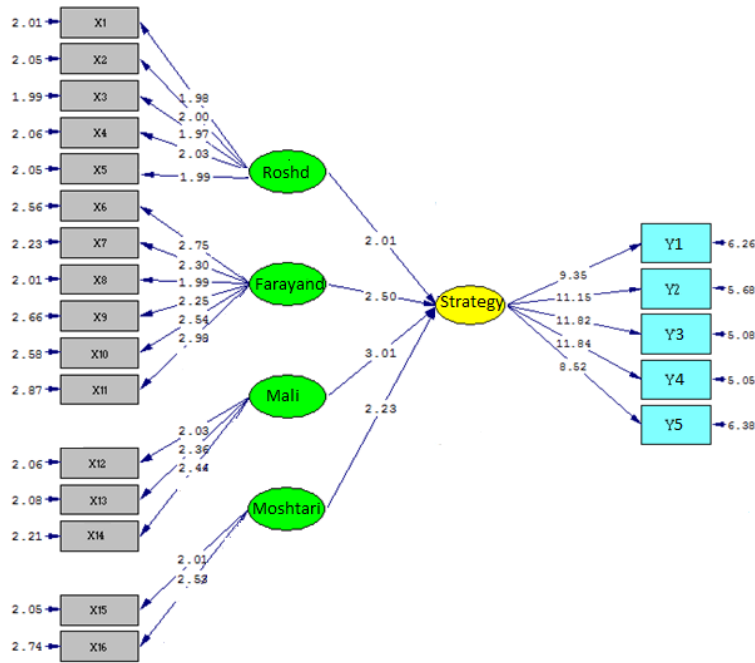 2.01 X1
2.05 X2
1.99 X3
2.06 X4
2.05 X5
2.56 X6
2.23 X7
2.01 X8
2.66 X9
2.58 X10
2.87 X11
2.06 X12
2.08 X13
2.21 X14
2.05 X15
2.74 X16
1.98
2.00
1.97
2.03
1.99
2.75
2.30
1.99
2.25
2.54
2.98
2.03
2.36
2.44
2.01
2.53
Roshd
Farayand
Mali
Moshtari
2.01
2.50
3.01
2.23
Strategy
9.35
11.15
11.82
11.84
8.52
Y1 6.26
Y2 5.68
Y3 5.08
Y4 5.05
Y5 6.38